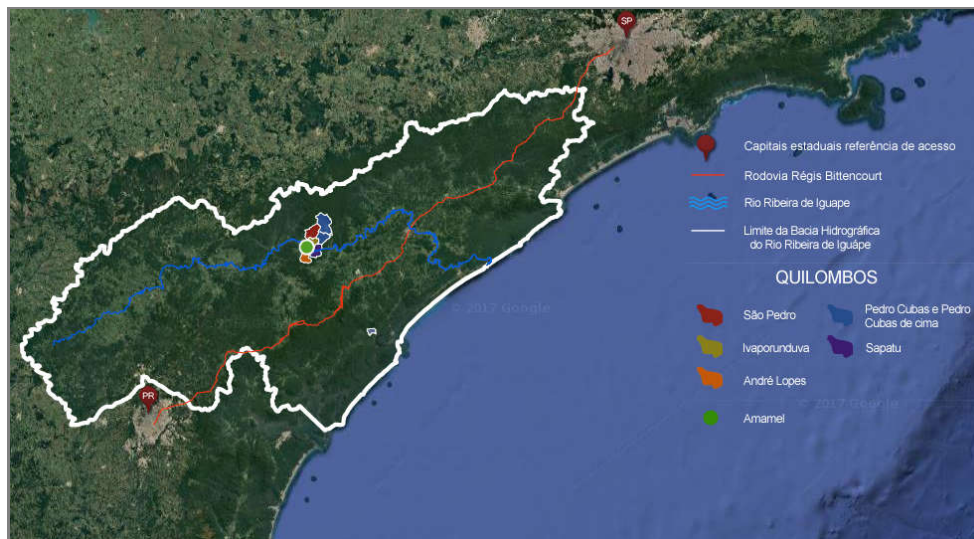 SP
Capitais estaduais referência de acesso
Rodovia Régis Bittencourt
Rio Ribeira de Iguape
Limite da Bacia Hidrográfica
do Rio Ribeira de Iguápe
QUILOMBOS
São Pedro
Pedro Cubas e Pedro
Cubas de cima
Ivaporunduva
Sapatu
André Lopes
Amamel
PR
© 2017 Google
© 2017 Google